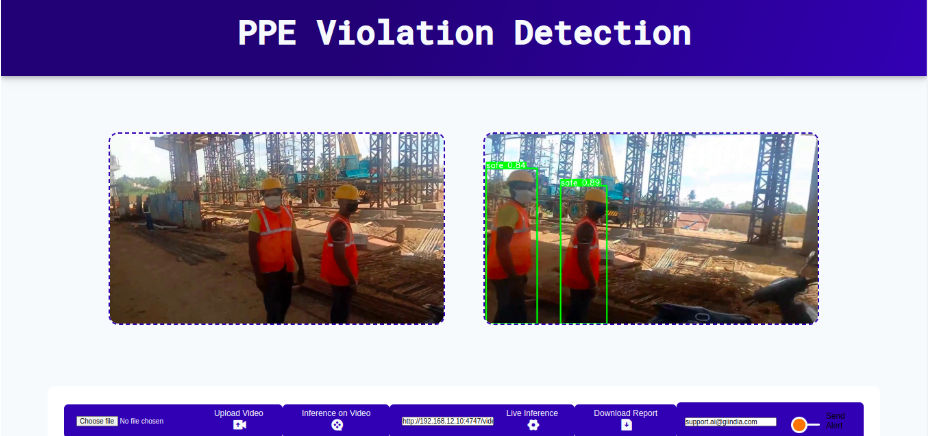 PPE Violation Detection
safe 0.84
safe 0.89
Choose file No file chosen
Upload Video
Inference on Video
http://192.168.12.10:4747/vid
Live Inference
Download Report
support.ai@giindia.com
Send
Alert